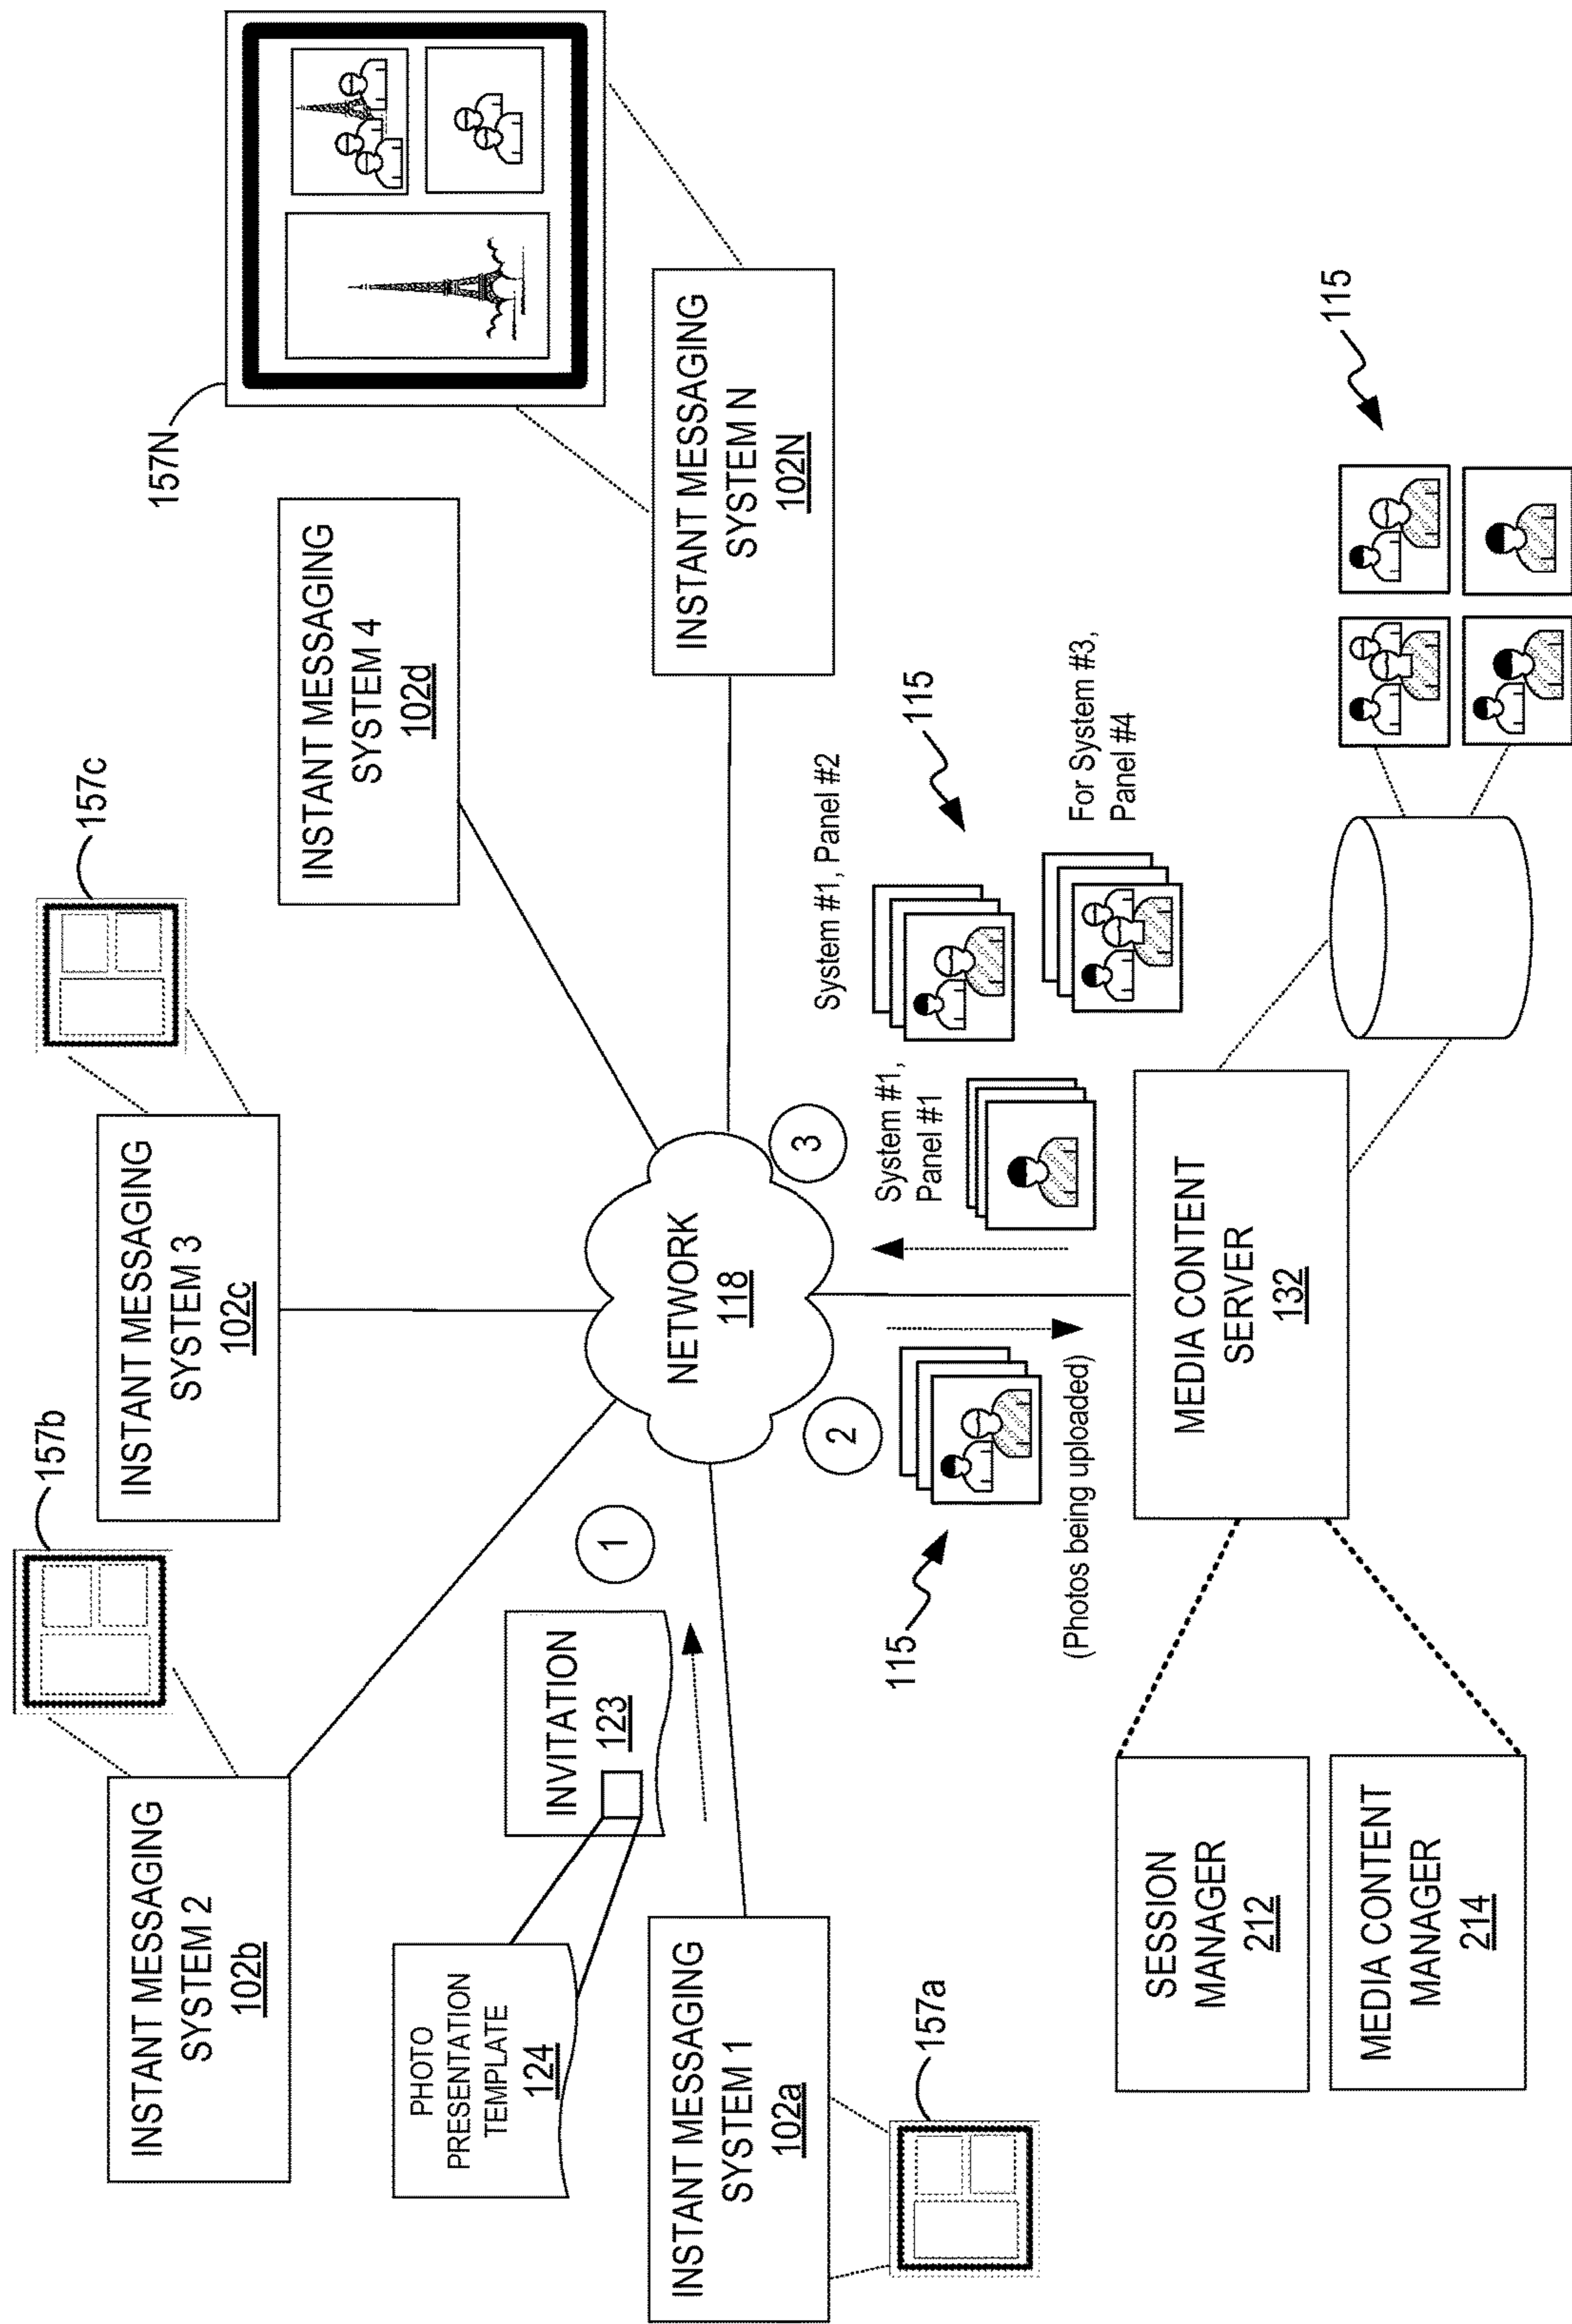 INSTANT MESSAGING
SYSTEM 2
102b
157b
INSTANT MESSAGING
SYSTEM 3
102c
157c
INSTANT MESSAGING
SYSTEM 4
102d
157N
INSTANT MESSAGING
SYSTEM N
102N
PHOTO
PRESENTATION
TEMPLATE
124
INVITATION
123
1
INSTANT MESSAGING
SYSTEM 1
102a
157a
NETWORK
118
2
3
115
(Photos being uploaded)
System #1,
Panel #1
System #1, Panel #2
115
For System #3,
Panel #4
SESSION
MANAGER
212
MEDIA CONTENT
MANAGER
214
MEDIA CONTENT
SERVER
132
115